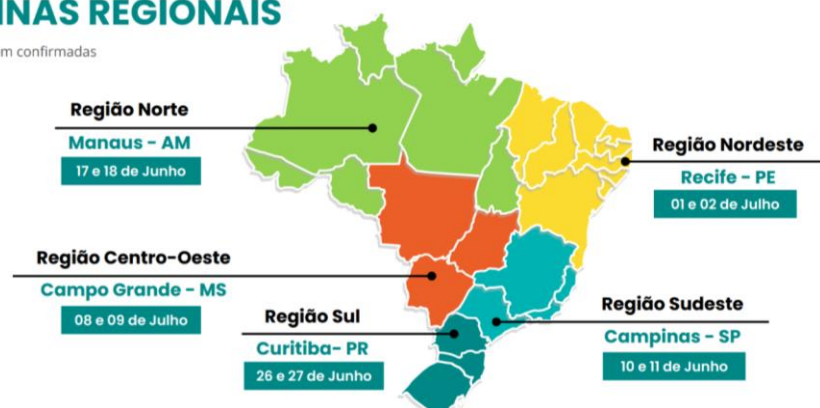 INAS REGIONAIS
m confirmadas
Região Norte
Manaus - AM
17 e 18 de Junho
Região Nordeste
Recife - PE
01 e 02 de Julho
Região Centro-Oeste
Campo Grande - MS
08 e 09 de Julho
Região Sul
Curitiba- PR
26 e 27 de Junho
Região Sudeste
Campinas - SP
10 e 11 de Junho